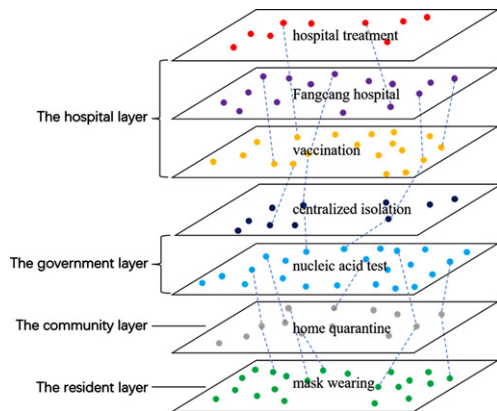 hospital treatment
Fangcang hospital
The hospital layer
vaccination
centralized isolation
The government layer
nucleic acid test
The community layer
home quarantine
The resident layer
mask wearing